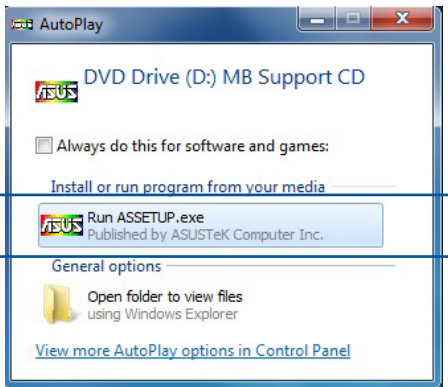 AutoPlay
DVD Drive (D:) MB Support CD
ASUS
Always do this for software and games:
Install or run program from your media
ASUS
Run ASSETUP.exe
Published by ASUSTeK Computer Inc.
General options
Open folder to view files
using Windows Explorer
View more AutoPlay options in Control Panel